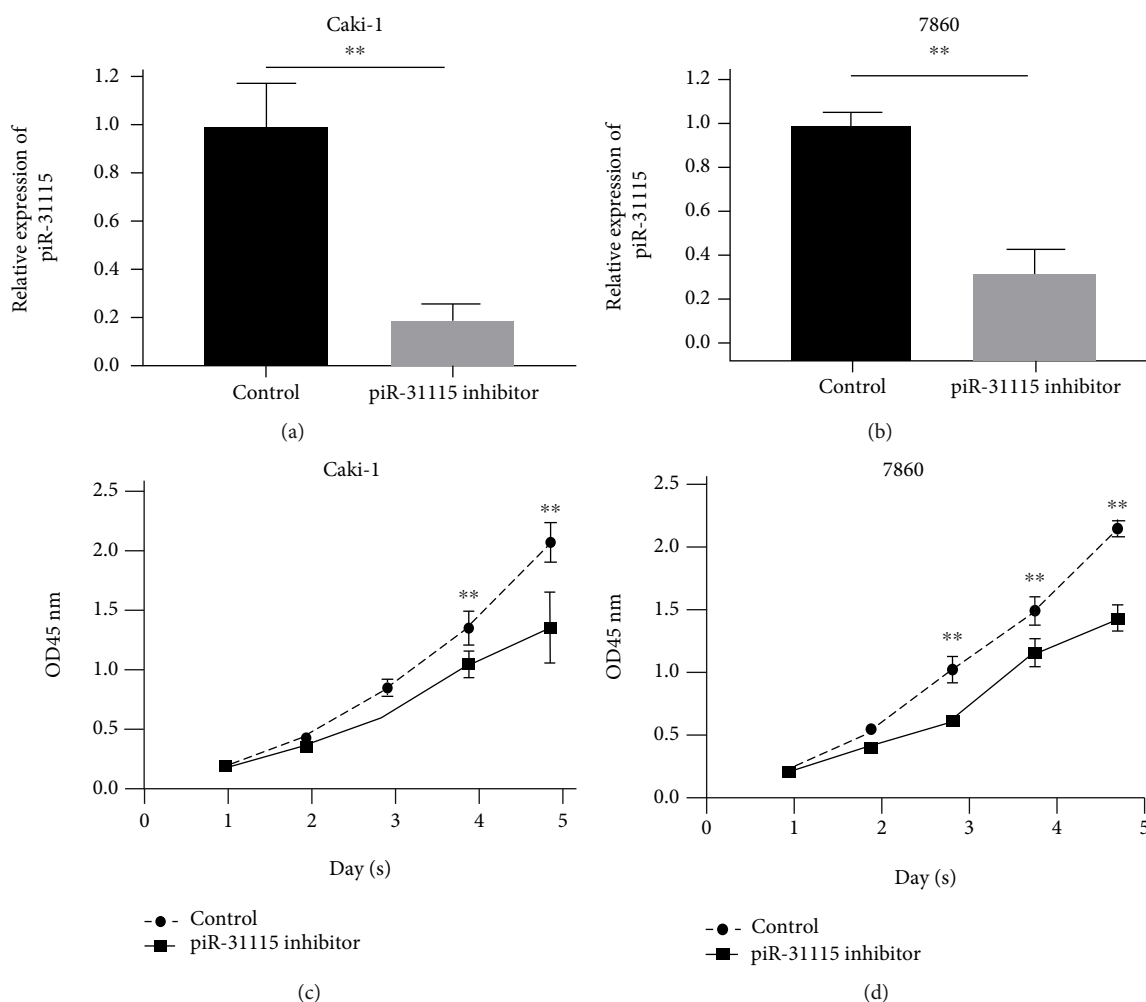 Caki-1
**
Relative expression of
piR-31115
1.2
1.0
0.8
0.6
0.4
0.2
0.0
Control
piR-31115 inhibitor
(a)
7860
**
Relative expression of
piR-31115
1.2
1.0
0.8
0.6
0.4
0.2
0.0
Control
piR-31115 inhibitor
(b)
Caki-1
OD45 nm
2.5
2.0
1.5
1.0
0.5
0.0
**
**
0 1 2 3 4 5
Day (s)
Control
piR-31115 inhibitor
(c)
7860
OD45 nm
2.5
2.0
1.5
1.0
0.5
0.0
**
**
**
0 1 2 3 4 5
Day (s)
Control
piR-31115 inhibitor
(d)